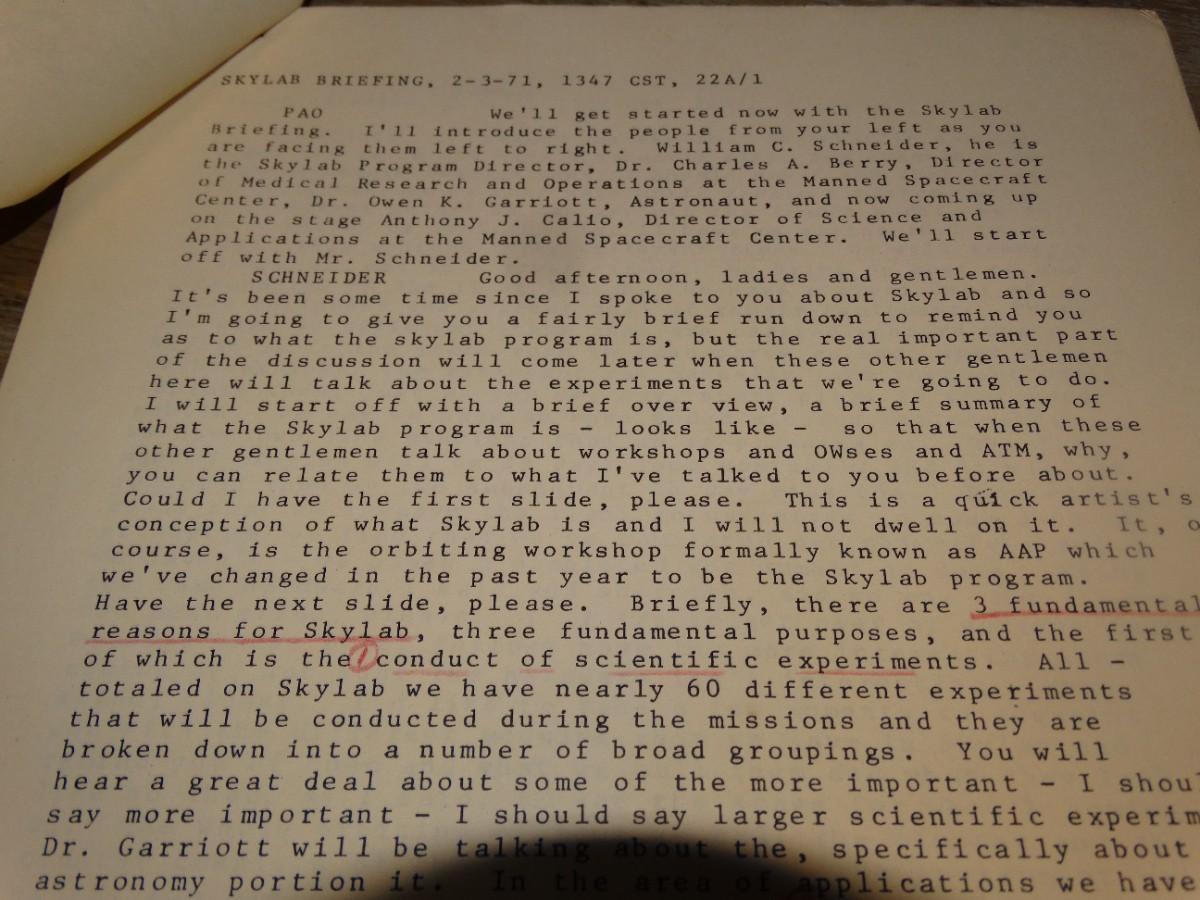 SKYLAB BRIEFING, 2-3-71, 1347 CST, 22A/1
PAO We'll get started now with the Skylab
Briefing. I'll introduce the people from your left as you
are facing them left to right. William C. Schneider, he is
the Skylab Program Director, Dr. Charles A. Berry, Director
of Medical Research and Operations at the Manned Spacecraft
Center, Dr. Owen K. Garriott, Astronaut, and now coming up
on the stage Anthony J. Calio, Director of Science and
Applications at the Manned Spacecraft Center. We'll start
off with Mr. Schneider.
SCHNEIDER Good afternoon, ladies and gentlemen.
It's been some time since I spoke to you about Skylab and so
I'm going to give you a fairly brief run down to remind you
as to what the skylab program is, but the real important part
of the discussion will come later when these other gentlemen
here will talk about the experiments that we're going to do.
I will start off with a brief over view, a brief summary of
what the Skylab program is - looks like - so that when these
other gentlemen talk about workshops and OWses and ATM, why,
you can relate them to what I've talked to you before about.
Could I have the first slide, please. This is a quick artist's
conception of what Skylab is and I will not dwell on it. It, o
course, is the orbiting workshop formally known as AAP which
we've changed in the past year to be the Skylab program.
Have the next slide, please. Briefly, there are 3 fundamental
reasons for Skylab, three fundamental purposes, and the first
of which is the 1 conduct of scientific experiments. All -
totaled on Skylab we have nearly 60 different experiments
that will be conducted during the missions and they are
broken down into a number of broad groupings. You will
hear a great deal about some of the more important - I shou
say more important - I should say larger scientific experim
Dr. Garriott will be talking about the, specifically about
astronomy portion it. In the area of applications we have